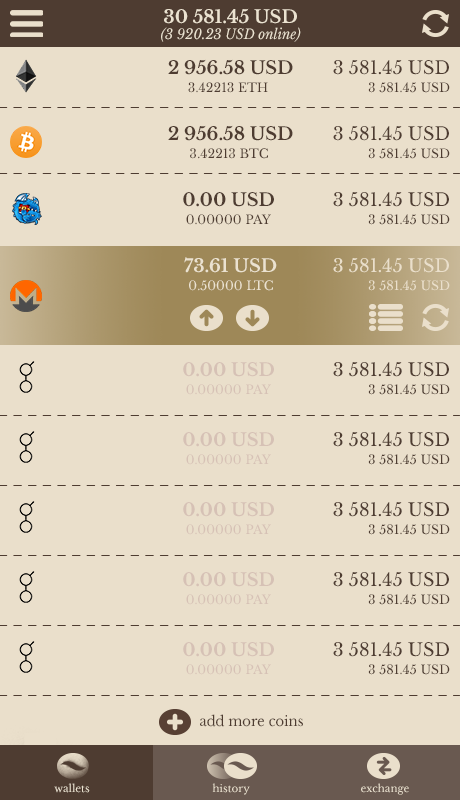 30 581.45 USD
(3 920.23 USD online)
2 956.58 USD 3 581.45 USD
3.42213 ETH 3 581.45 USD
2 956.58 USD 3 581.45 USD
3.42213 BTC 3 581.45 USD
0.00 USD 3 581.45 USD
0.00000 PAY 3 581.45 USD
73.61 USD 3 581.45 USD
0.50000 LTC 3 581.45 USD
0.00 USD 3 581.45 USD
0.00000 PAY 3 581.45 USD
0.00 USD 3 581.45 USD
0.00000 PAY 3 581.45 USD
0.00 USD 3 581.45 USD
0.00000 PAY 3 581.45 USD
0.00 USD 3 581.45 USD
0.00000 PAY 3 581.45 USD
0.00 USD 3 581.45 USD
0.00000 PAY 3 581.45 USD
add more coins
wallets history exchange